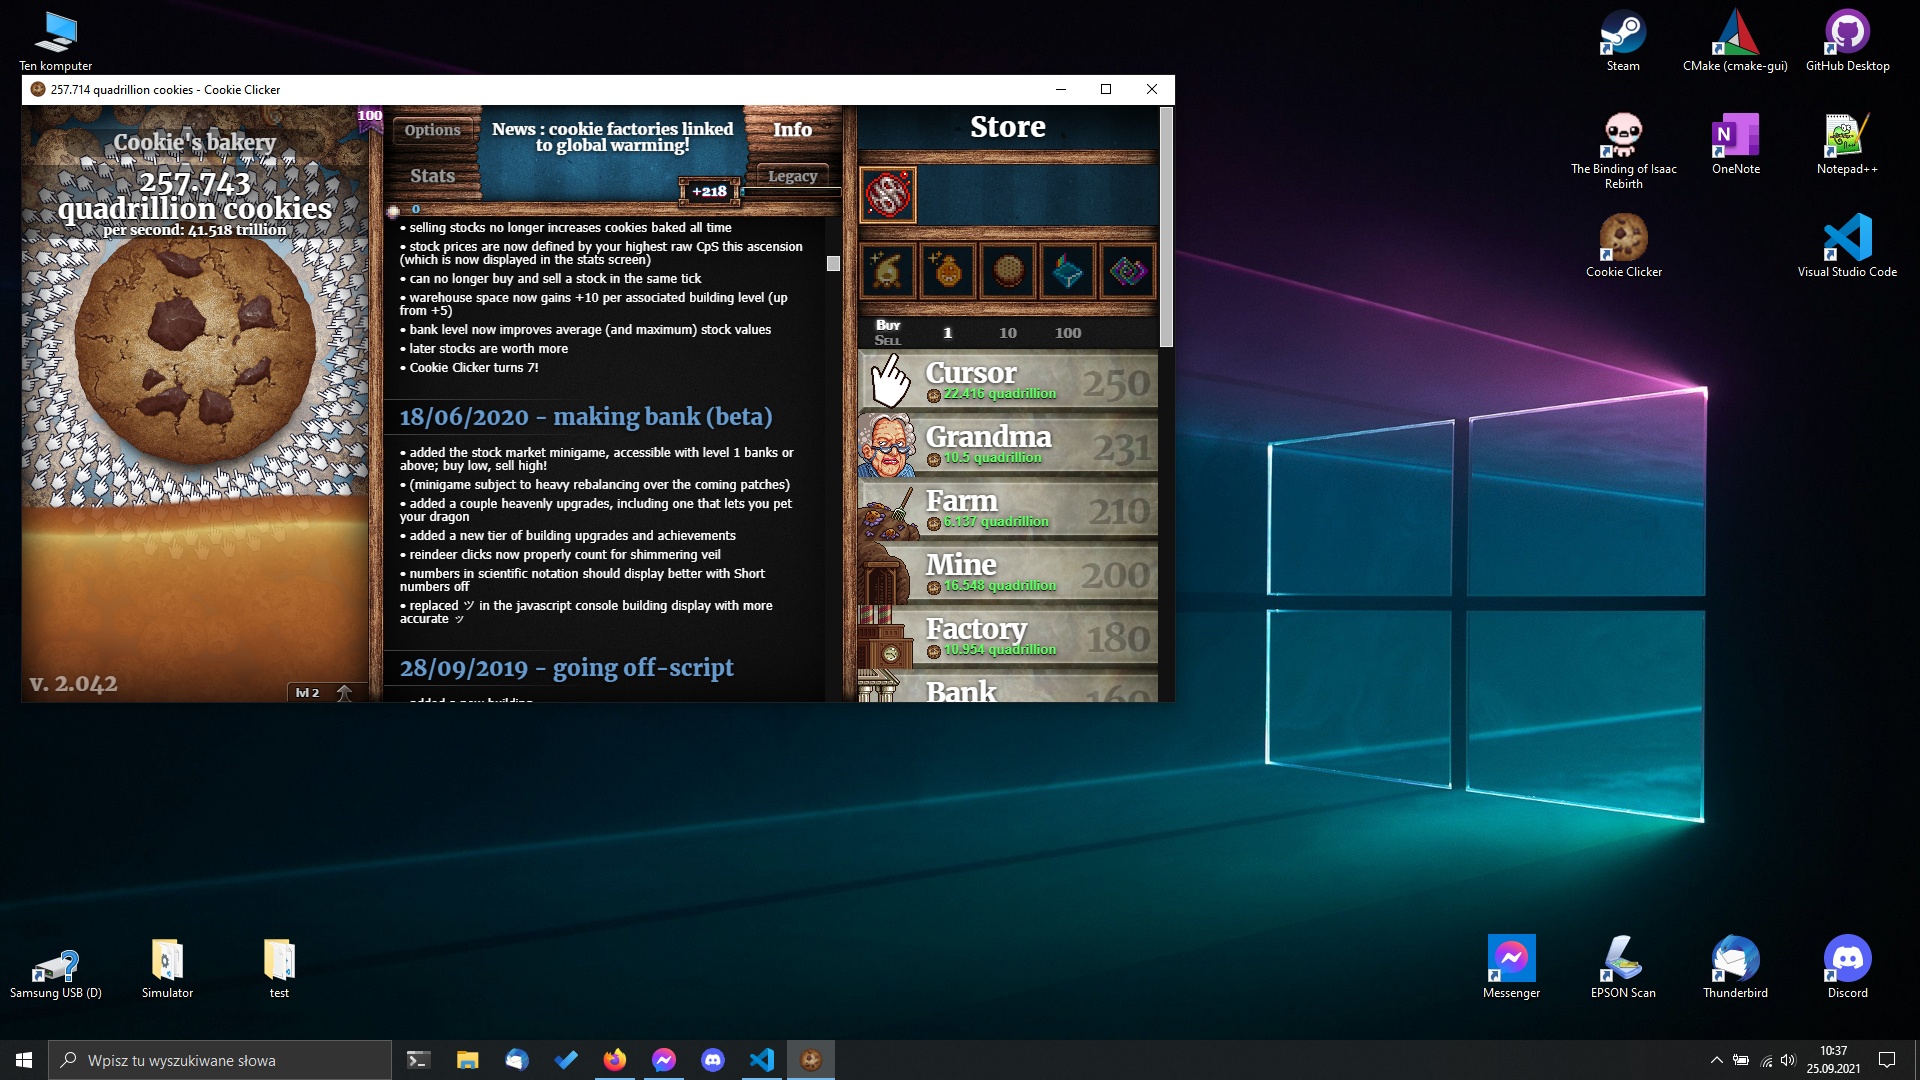 Ten komputer
Steam
CMake (cmake-gui)
GitHub Desktop
The Binding of Isaac
Rebirth
OneNote
Notepad++
Cookie Clicker
Visual Studio Code
257.714 quadrillion cookies - Cookie Clicker
Cookie's bakery
257.743
quadrillion cookies
per second: 41.518 trillion
100
v. 2.042
lvl 2
Options
Stats
News : cookie factories linked
to global warming!
Info
Legacy
+218
0
• selling stocks no longer increases cookies baked all time
• stock prices are now defined by your highest raw CpS this ascension
(which is now displayed in the stats screen)
• can no longer buy and sell a stock in the same tick
• warehouse space now gains +10 per associated building level (up
from +5)
• bank level now improves average (and maximum) stock values
• later stocks are worth more
• Cookie Clicker turns 7!
18/06/2020 - making bank (beta)
• added the stock market minigame, accessible with level 1 banks or
above; buy low, sell high!
• (minigame subject to heavy rebalancing over the coming patches)
• added a couple heavenly upgrades, including one that lets you pet
your dragon
• added a new tier of building upgrades and achievements
• reindeer clicks now properly count for shimmering veil
• numbers in scientific notation should display better with Short
numbers off
• replaced ツ in the javascript console building display with more
accurate ッ
28/09/2019 - going off-script
• added a new building
Store
Buy
Sell
1
10
100
Cursor
22.416 quadrillion
250
Grandma
10.5 quadrillion
231
Farm
6.137 quadrillion
210
Mine
16.548 quadrillion
200
Factory
10.954 quadrillion
180
Bank
160
Samsung USB (D)
Simulator
test
Messenger
EPSON Scan
Thunderbird
Discord
Wpisz tu wyszukiwane słowa
10:37
25.09.2021